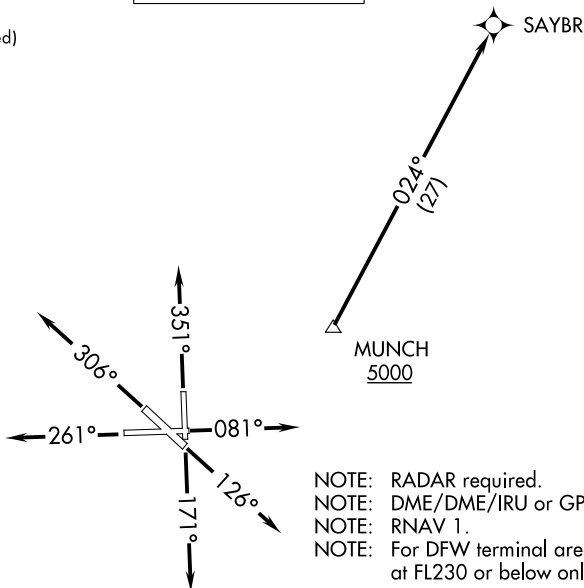 ed)
SAYBR
024°
(27)
MUNCH
5000
351°
306°
261°
081°
126°
171°
NOTE: RADAR required.
NOTE: DME/DME/IRU or GP
NOTE: RNAV 1.
NOTE: For DFW terminal are
at FL230 or below onl